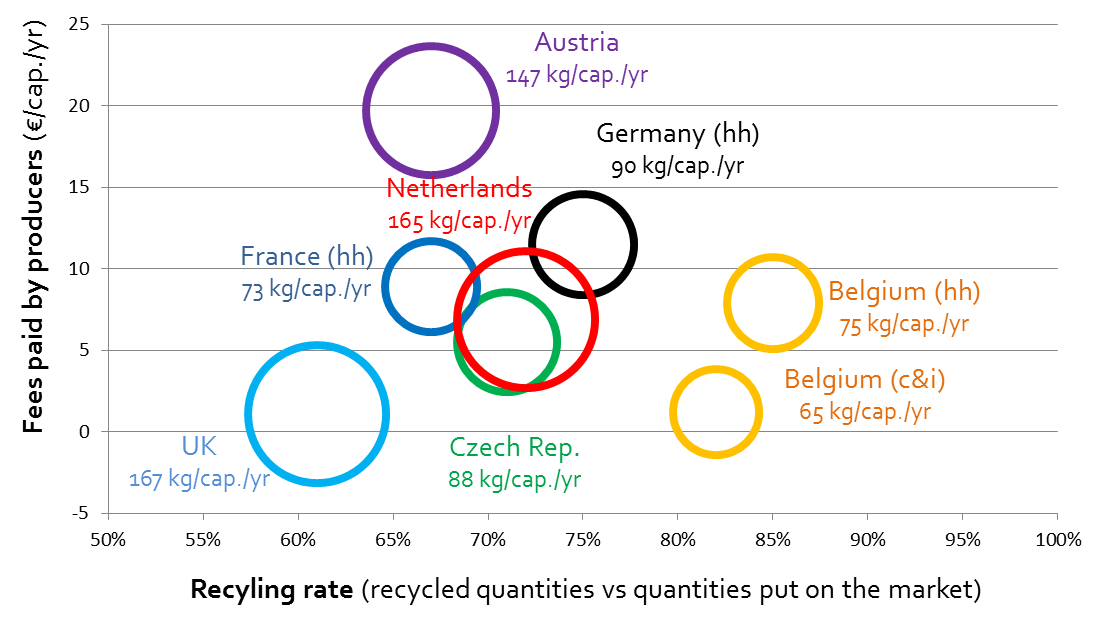 Fees paid by producers (€/cap./yr)
25
20
15
10
5
0
-5
Austria
147 kg/cap./yr
Germany (hh)
90 kg/cap./yr
Netherlands
165 kg/cap./yr
France (hh)
73 kg/cap./yr
Belgium (hh)
75 kg/cap./yr
Belgium (c&i)
65 kg/cap./yr
UK
167 kg/cap./yr
Czech Rep.
88 kg/cap./yr
50% 55% 60% 65% 70% 75% 80% 85% 90% 95% 100%
Recyling rate (recycled quantities vs quantities put on the market)